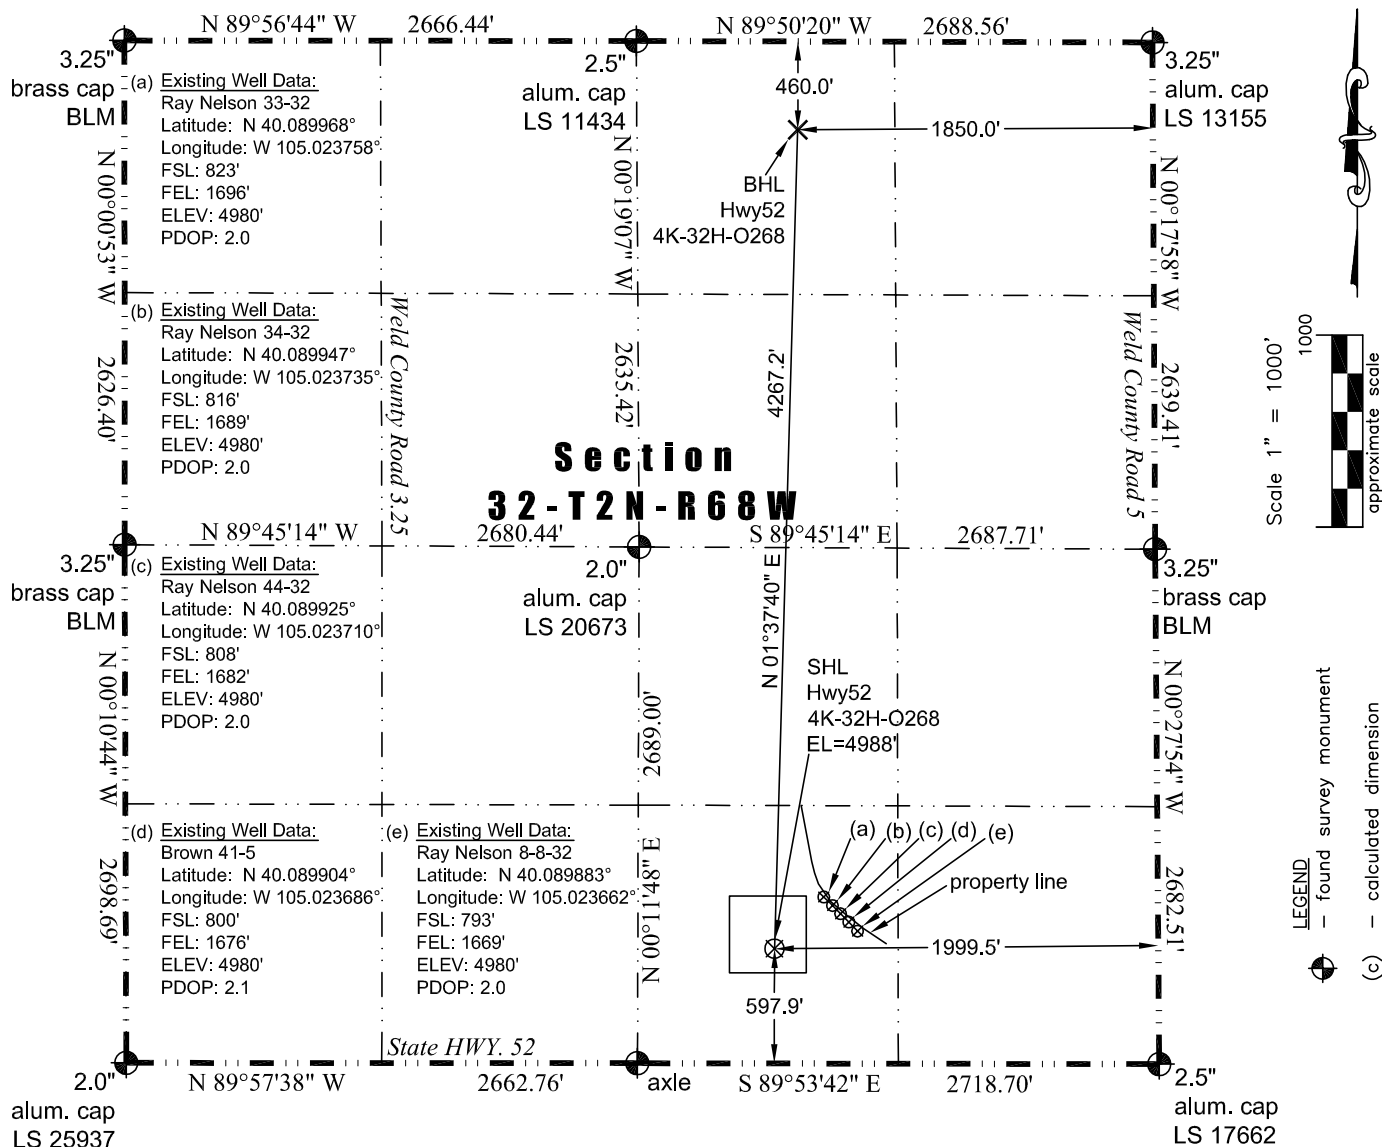 N 89°56'44" W 2666.44' N 89°50'20" W 2688.56'
3.25"
brass cap
BLM
(a) Existing Well Data:
Ray Nelson 33-32
Latitude: N 40.089968°
Longitude: W 105.023758°
FSL: 823'
FEL: 1696'
ELEV: 4980'
PDOP: 2.0
2.5"
alum. cap
LS 11434
460.0'
1850.0'
3.25"
alum. cap
LS 13155
BHL
Hwy52
4K-32H-O268
N 00°00'53" W
2626.40'
N 00°19'07" W
2635.42'
N 00°17'58" W
2639.41'
(b) Existing Well Data:
Ray Nelson 34-32
Latitude: N 40.089947°
Longitude: W 105.023735°
FSL: 816'
FEL: 1689'
ELEV: 4980'
PDOP: 2.0
Weld County Road 3.25
Weld County Road 5
4267.2'
N 01°37'40" E
Section
32-T2N-R68W
Scale 1" = 1000'
1000
approximate scale
N 89°45'14" W 2680.44' S 89°45'14" E 2687.71'
3.25"
brass cap
BLM
(c) Existing Well Data:
Ray Nelson 44-32
Latitude: N 40.089925°
Longitude: W 105.023710°
FSL: 808'
FEL: 1682'
ELEV: 4980'
PDOP: 2.0
2.0"
alum. cap
LS 20673
3.25"
brass cap
BLM
SHL
Hwy52
4K-32H-O268
EL=4988'
N 00°10'44" W
2698.69'
2689.00'
N 00°11'48" E
N 00°27'54" W
2682.51'
(d) Existing Well Data:
Brown 41-5
Latitude: N 40.089904°
Longitude: W 105.023686°
FSL: 800'
FEL: 1676'
ELEV: 4980'
PDOP: 2.1
(e) Existing Well Data:
Ray Nelson 8-8-32
Latitude: N 40.089883°
Longitude: W 105.023662°
FSL: 793'
FEL: 1669'
ELEV: 4980'
PDOP: 2.0
(a) (b) (c) (d) (e)
property line
1999.5'
597.9'
LEGEND
– found survey monument
(c) – calculated dimension
State HWY. 52
N 89°57'38" W 2662.76' axle S 89°53'42" E 2718.70'
2.0"
alum. cap
LS 25937
2.5"
alum. cap
LS 17662